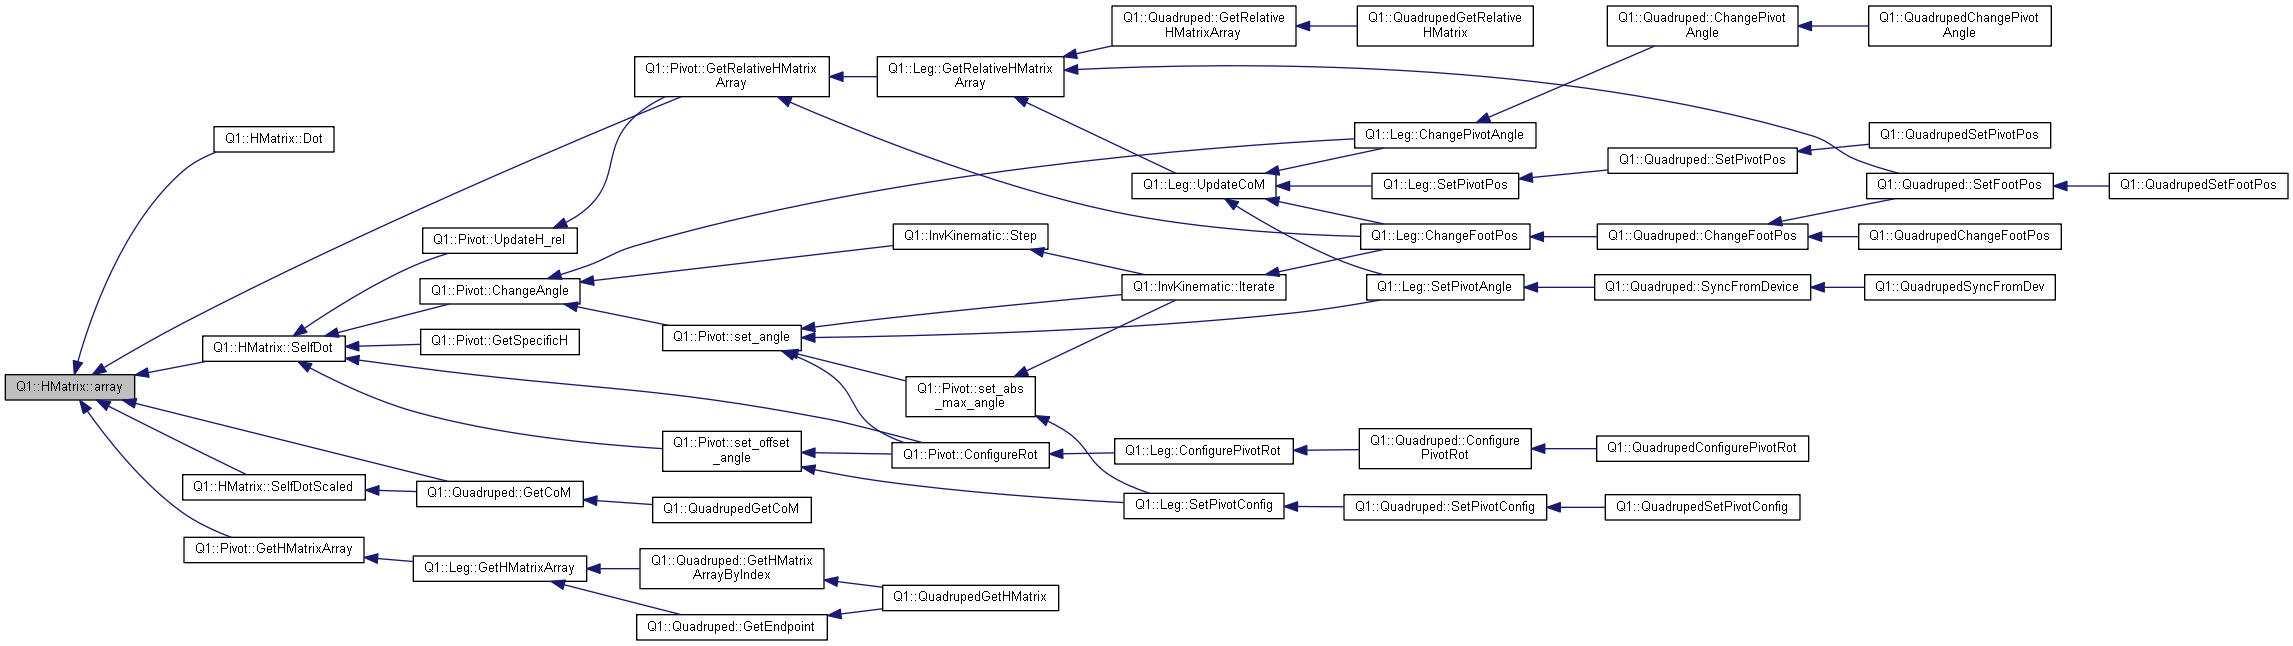 Q1::Quadruped::GetRelative
HMatrixArray
Q1::QuadrupedGetRelative
HMatrix
Q1::Quadruped::ChangePivot
Angle
Q1::QuadrupedChangePivot
Angle
Q1::Pivot::GetRelativeHMatrix
Array
Q1::Leg::GetRelativeHMatrix
Array
Q1::HMatrix::Dot
Q1::Leg::ChangePivotAngle
Q1::QuadrupedSetPivotPos
Q1::Quadruped::SetPivotPos
Q1::Leg::UpdateCoM
Q1::Leg::SetPivotPos
Q1::Quadruped::SetFootPos
Q1::QuadrupedSetFootPos
Q1::Pivot::UpdateH_rel
Q1::InvKinematic::Step
Q1::Leg::ChangeFootPos
Q1::Quadruped::ChangeFootPos
Q1::QuadrupedChangeFootPos
Q1::Pivot::ChangeAngle
Q1::InvKinematic::Iterate
Q1::Leg::SetPivotAngle
Q1::Quadruped::SyncFromDevice
Q1::QuadrupedSyncFromDev
Q1::HMatrix::SelfDot
Q1::Pivot::GetSpecificH
Q1::Pivot::set_angle
Q1::HMatrix::array
Q1::Pivot::set_abs
_max_angle
Q1::Pivot::set_offset
_angle
Q1::Pivot::ConfigureRot
Q1::Leg::ConfigurePivotRot
Q1::Quadruped::Configure
PivotRot
Q1::QuadrupedConfigurePivotRot
Q1::HMatrix::SelfDotScaled
Q1::Quadruped::GetCoM
Q1::QuadrupedGetCoM
Q1::Leg::SetPivotConfig
Q1::Quadruped::SetPivotConfig
Q1::QuadrupedSetPivotConfig
Q1::Pivot::GetHMatrixArray
Q1::Leg::GetHMatrixArray
Q1::Quadruped::GetHMatrix
ArrayByIndex
Q1::QuadrupedGetHMatrix
Q1::Quadruped::GetEndpoint